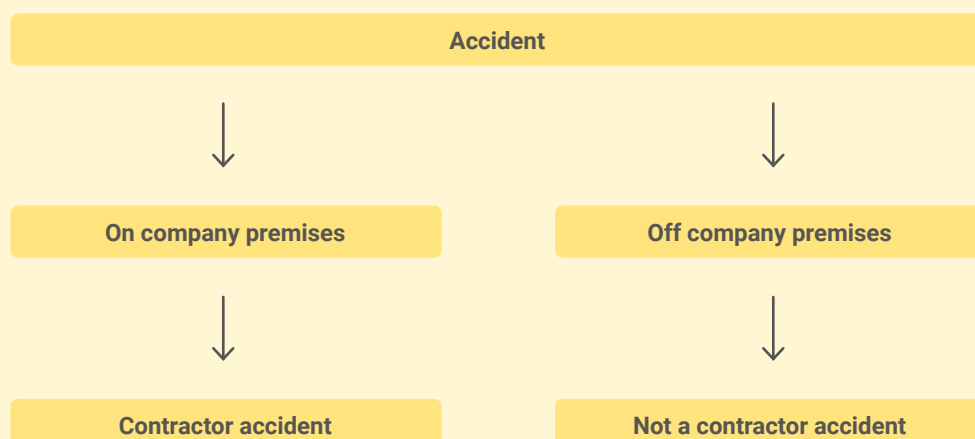 Accident
On company premises
Off company premises
Contractor accident
Not a contractor accident